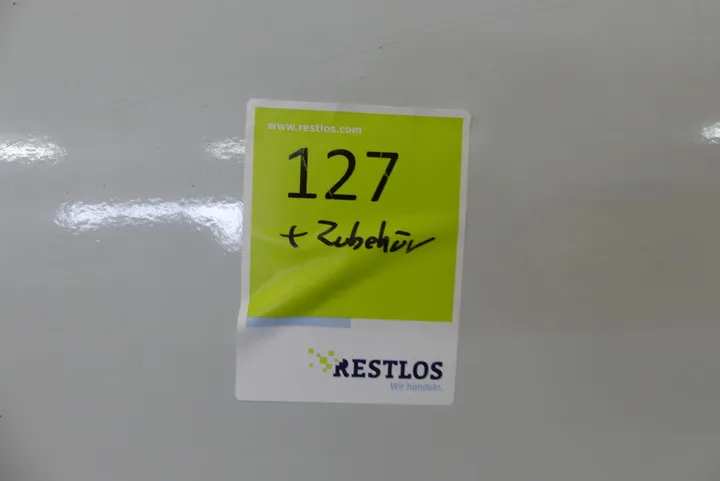 www.restlos.com
127
+ Zubehör
RESTLOS
Wir handeln.